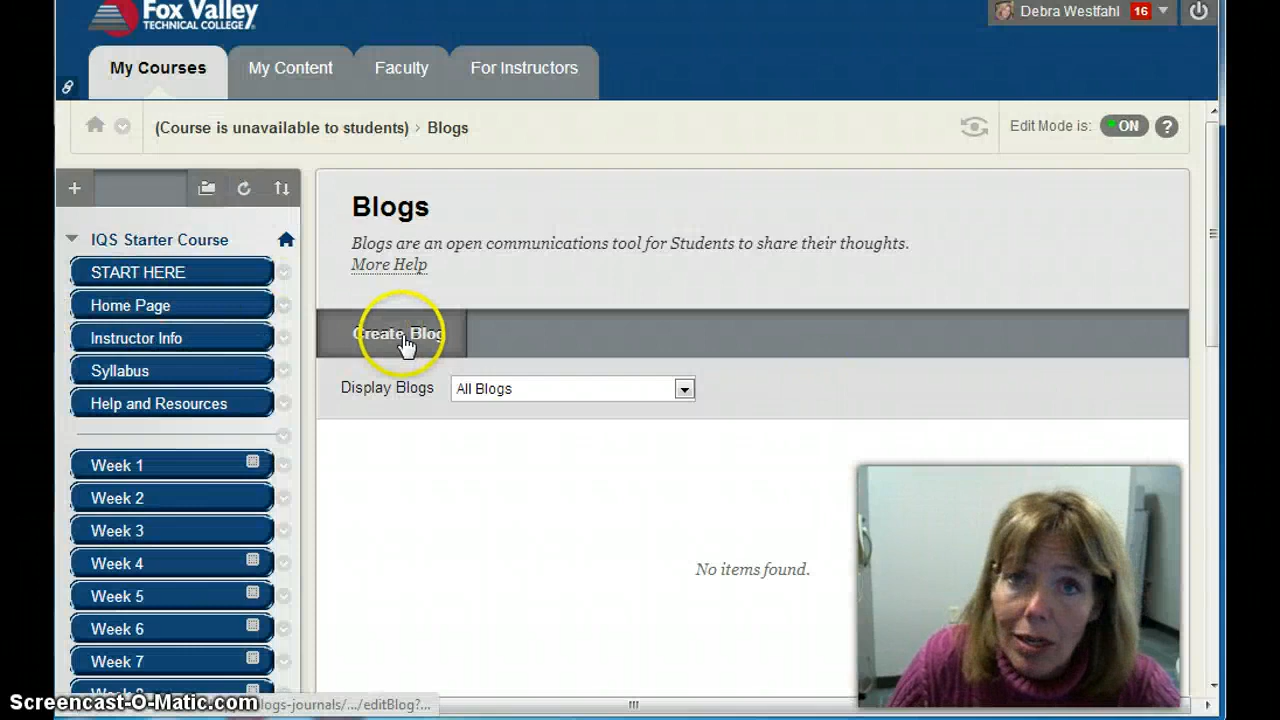 Fox Valley
TECHNICAL COLLEGE
Debra Westfahl 16
My Courses My Content Faculty For Instructors
(Course is unavailable to students) > Blogs
Edit Mode is: ON ?
IQS Starter Course
START HERE
Home Page
Instructor Info
Syllabus
Help and Resources
Week 1
Week 2
Week 3
Week 4
Week 5
Week 6
Week 7
Blogs
Blogs are an open communications tool for Students to share their thoughts.
More Help
Create Blog
Display Blogs All Blogs
No items found.
Screencast-O-Matic.com
logs-journals/.../editBlog?...